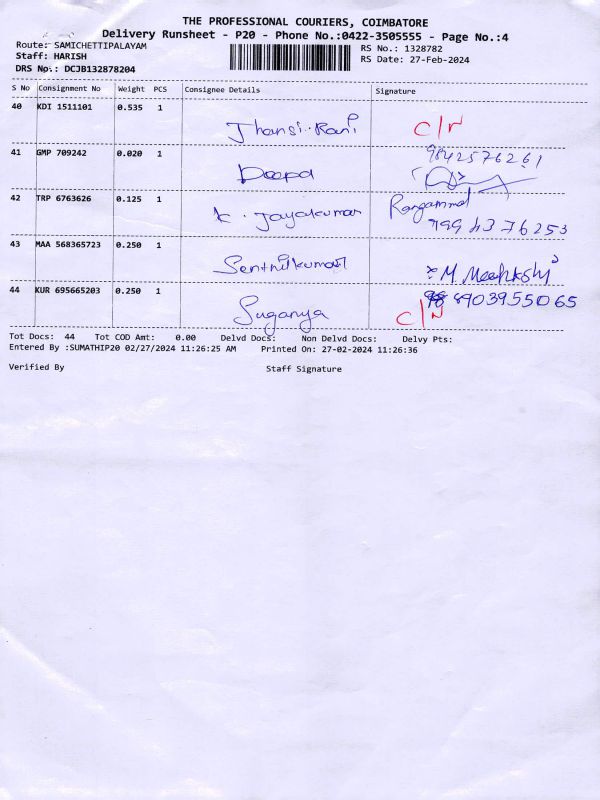 THE PROFESSIONAL COURIERS, COIMBATORE
Delivery Runsheet - P20 - Phone No.:0422-3505555 - Page No.:4
Route: SAMICHETTIPALAYAM
RS No.: 1328782
Staff: HARISH
RS Date: 27-Feb-2024
DRS No.: DCJB132878204
S No Consignment No Weight PCS Consignee Details Signature
40 KDI 1511101 0.535 1 Jhansi Rani C/N
41 GMP 709242 0.020 1 Deepa 9842576261
42 TRP 6763626 0.125 1 K. Jayakumar Rangammal
7994376253
43 MAA 568365723 0.250 1 Senthilkumar M Meenkshi
44 KUR 695665203 0.250 1 Suganya C/N 8903955065
Tot Docs: 44 Tot COD Amt: 0.00 Delvd Docs: Non Delvd Docs: Delvy Pts:
Entered By :SUMATHIP20 02/27/2024 11:26:25 AM Printed On: 27-02-2024 11:26:36
Verified By Staff Signature